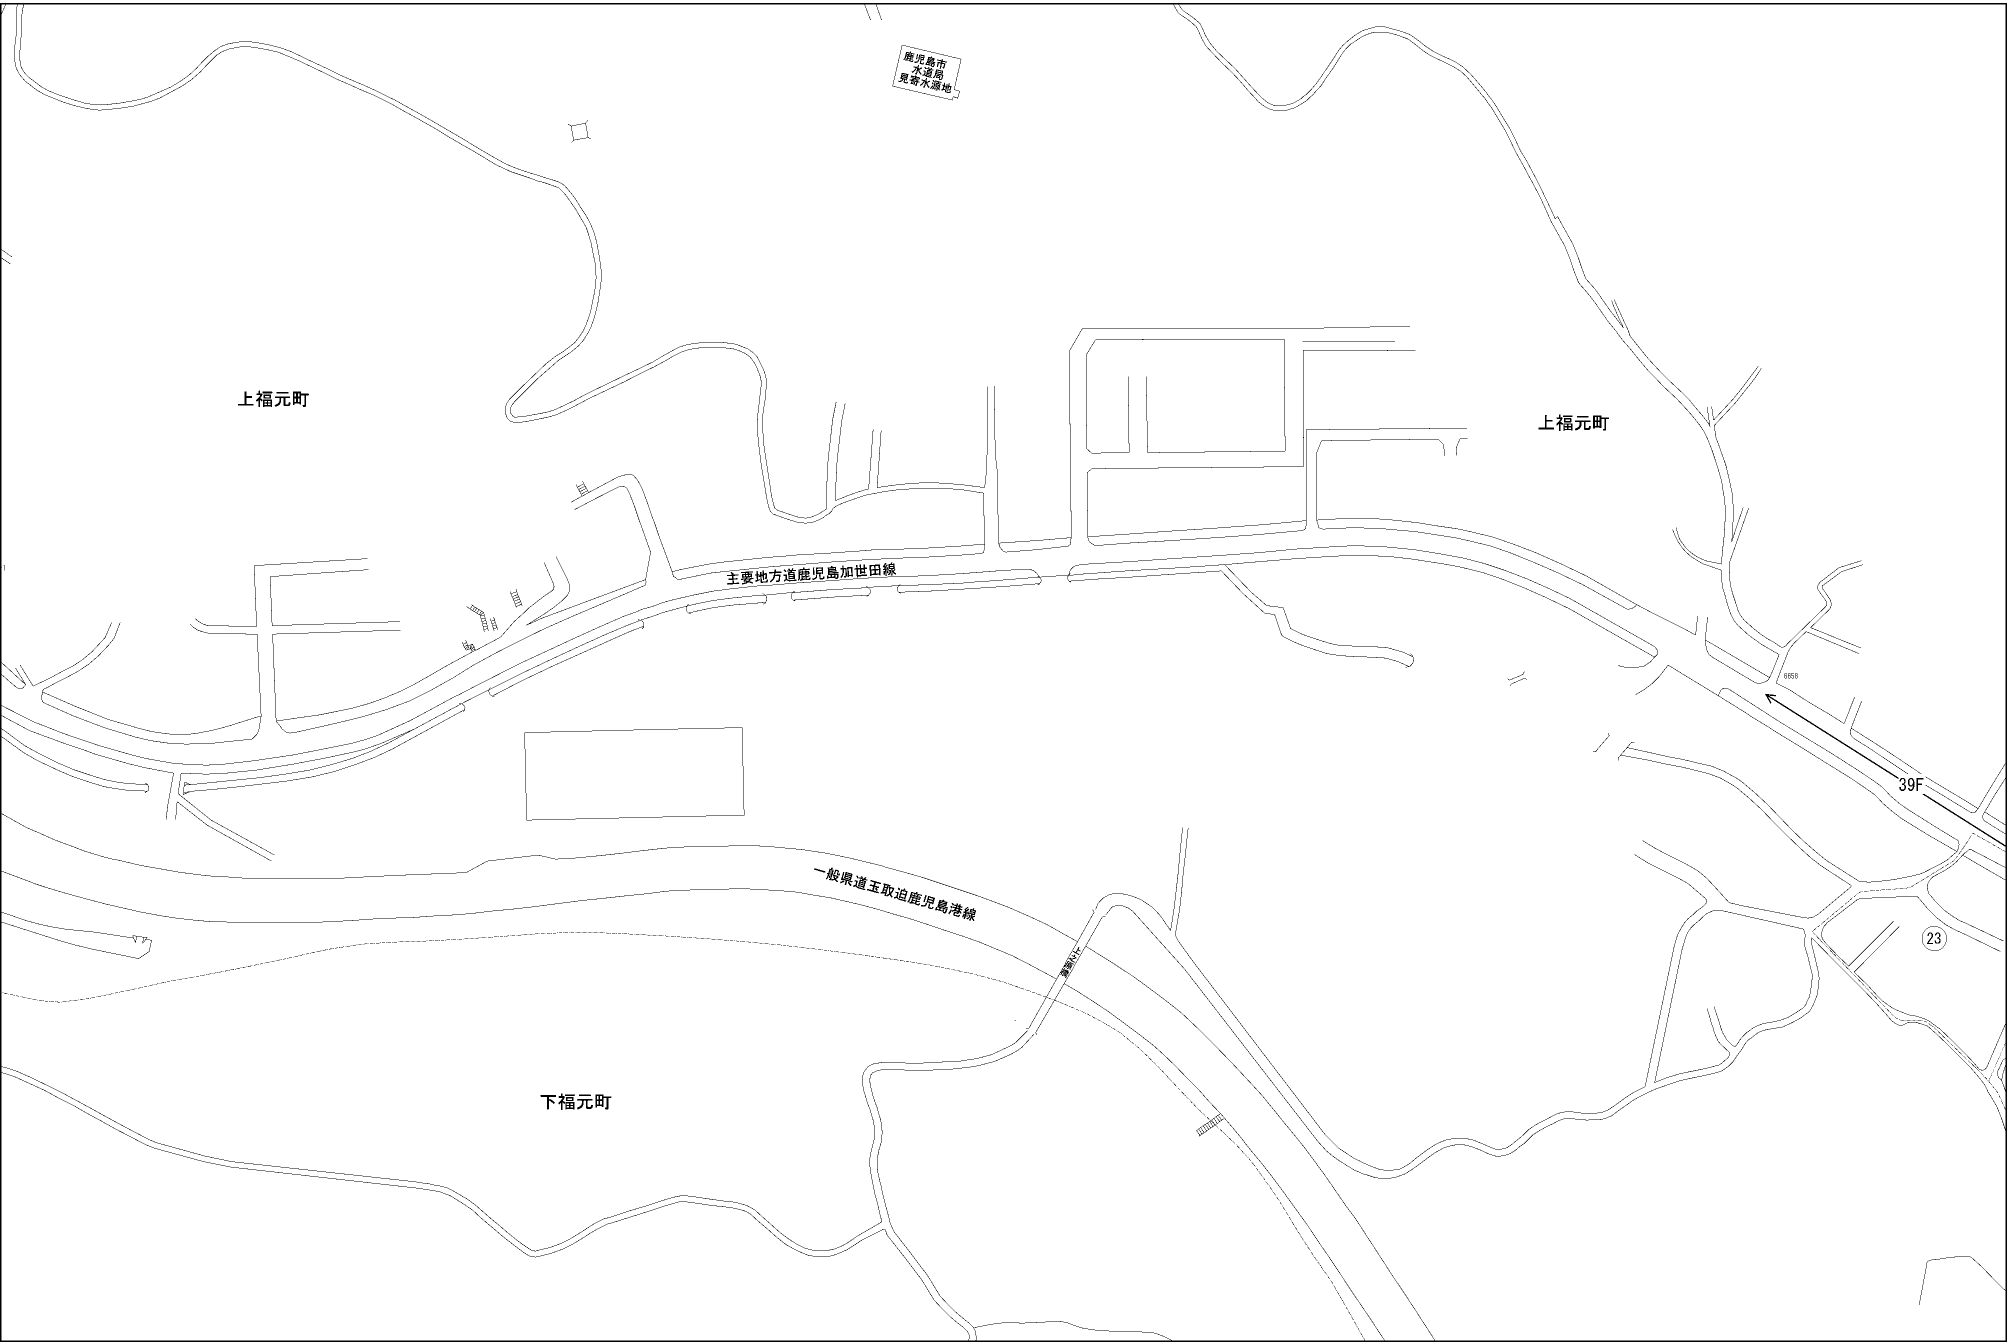 鹿児島市
水道局
見寄水源地
上福元町
上福元町
主要地方道鹿児島加世田線
6858
39F
一般県道玉取迫鹿児島港線
23
下福元町